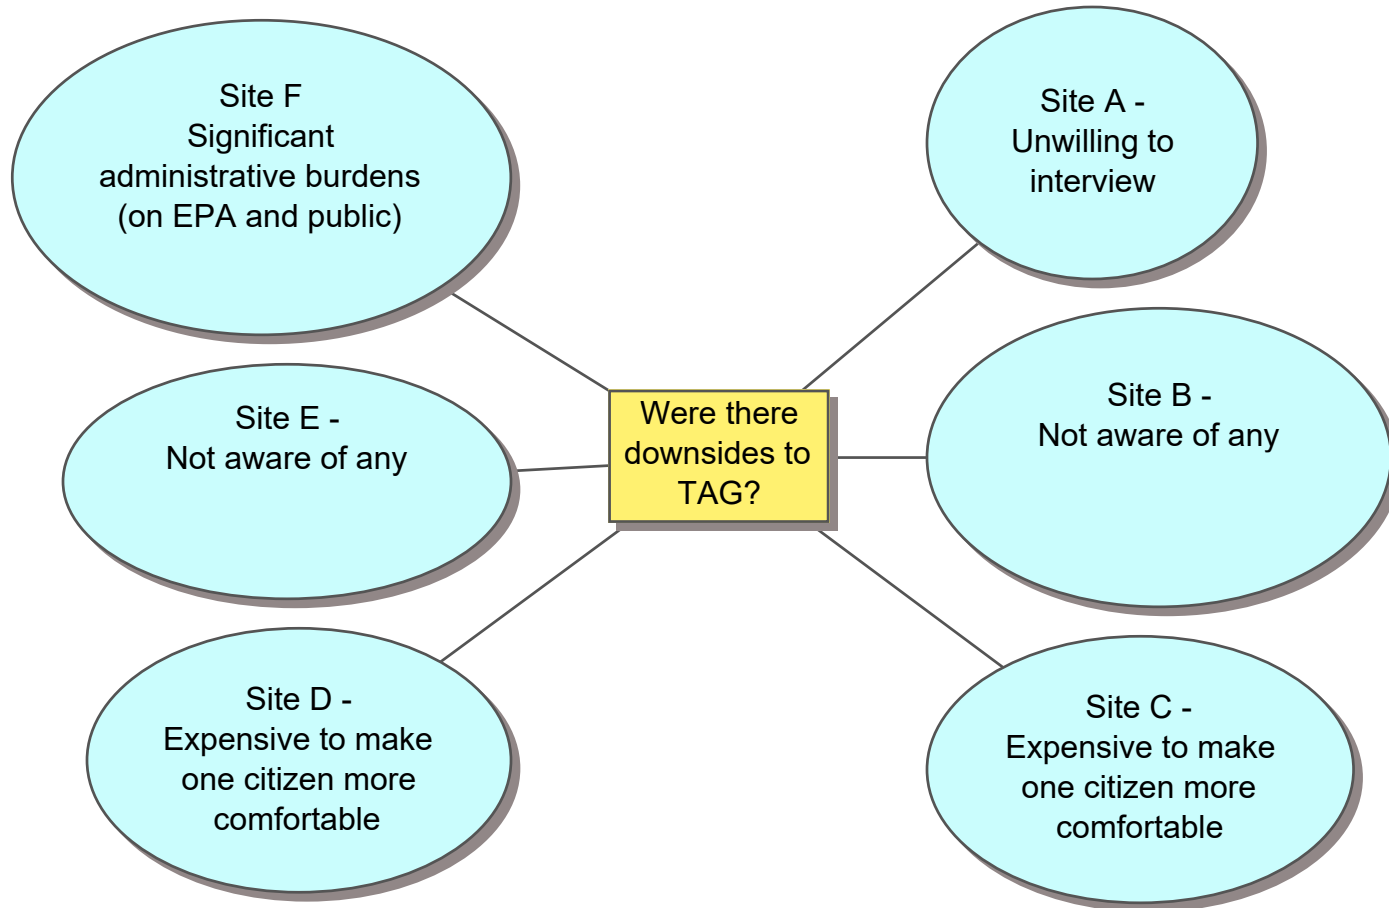 Site F
Significant
administrative burdens
(on EPA and public)
Site A -
Unwilling to
interview
Were there
downsides to
TAG?
Site E -
Not aware of any
Site B -
Not aware of any
Site D -
Expensive to make
one citizen more
comfortable
Site C -
Expensive to make
one citizen more
comfortable